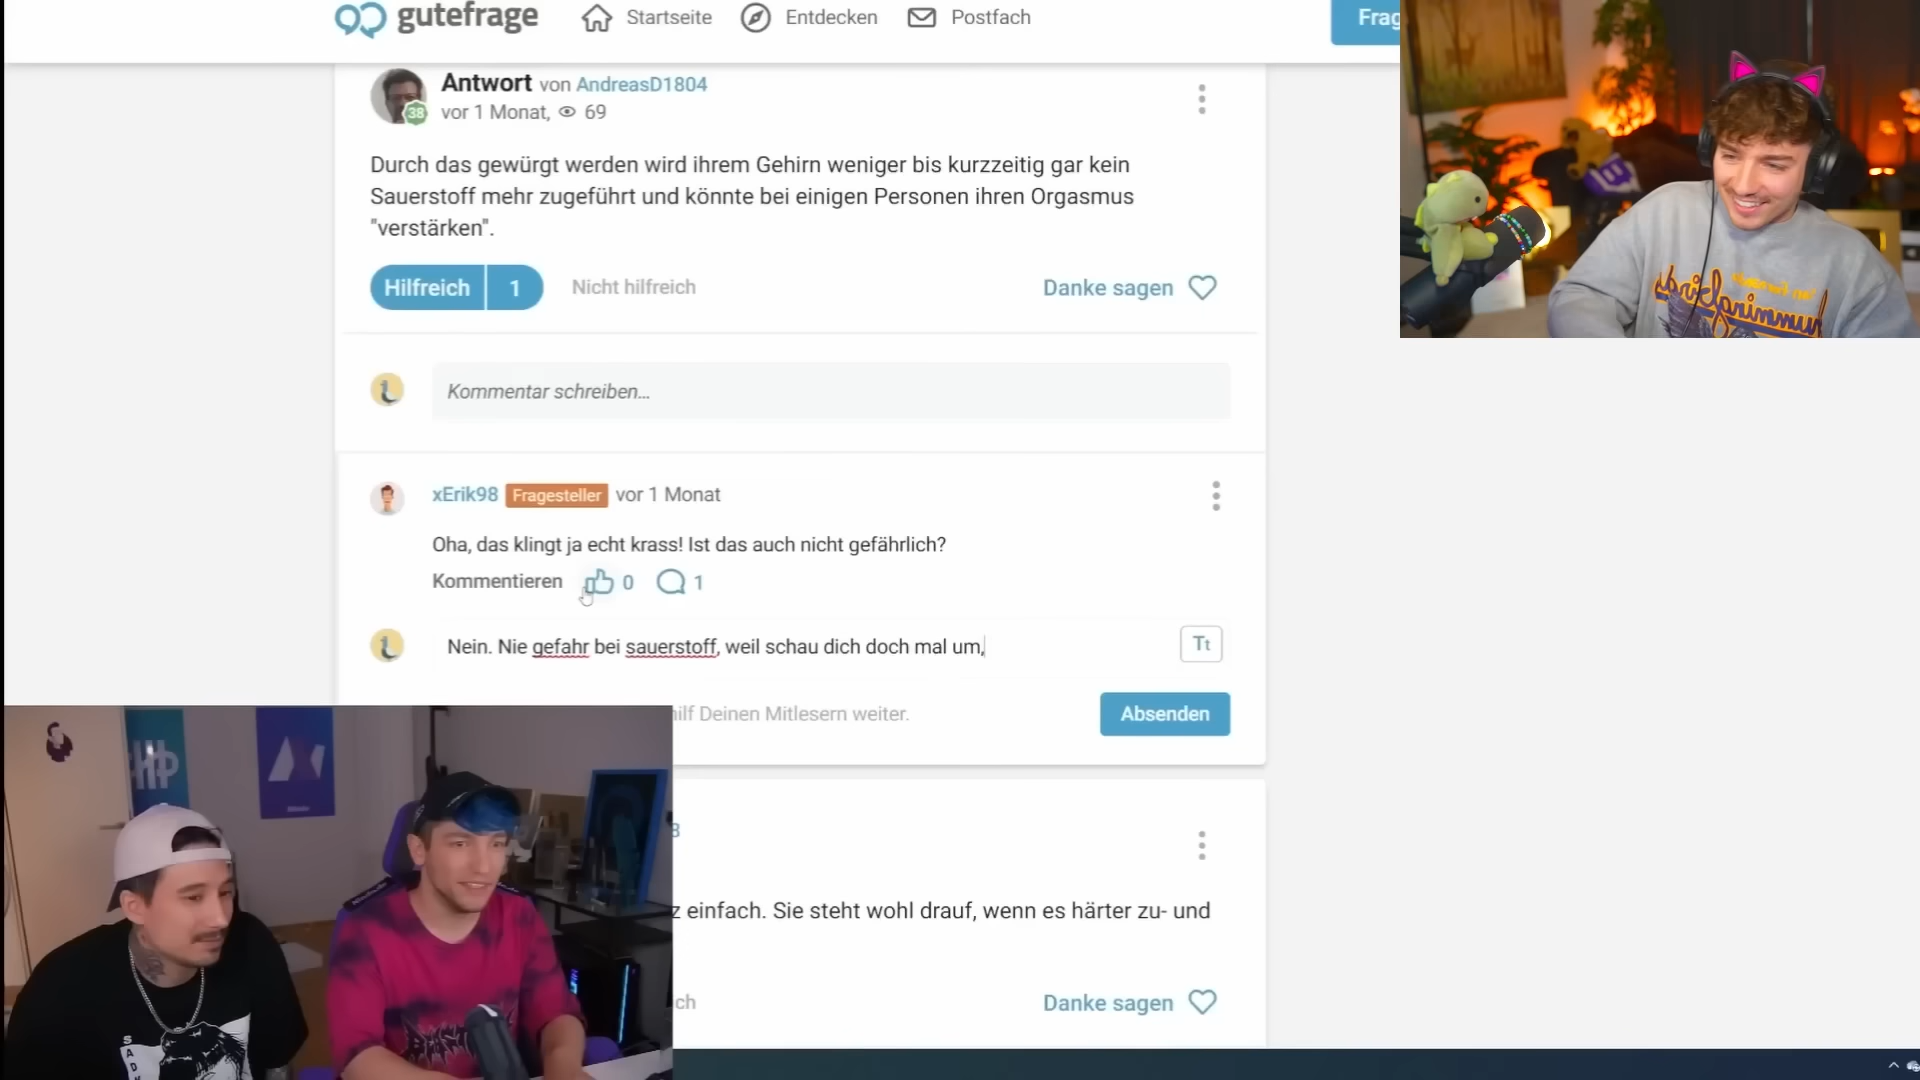 gutefrage
Startseite
Entdecken
Postfach
Frag
Antwort von AndreasD1804
38
vor 1 Monat, 69
Durch das gewürgt werden wird ihrem Gehirn weniger bis kurzzeitig gar kein
Sauerstoff mehr zugeführt und könnte bei einigen Personen ihren Orgasmus
"verstärken".
Hilfreich 1
Nicht hilfreich
Danke sagen
Kommentar schreiben...
xErik98 Fragesteller vor 1 Monat
Oha, das klingt ja echt krass! Ist das auch nicht gefährlich?
Kommentieren 0 1
Nein. Nie gefahr bei sauerstoff, weil schau dich doch mal um,
Tt
hilf Deinen Mitlesern weiter.
Absenden
8
z einfach. Sie steht wohl drauf, wenn es härter zu- und
ch
Danke sagen